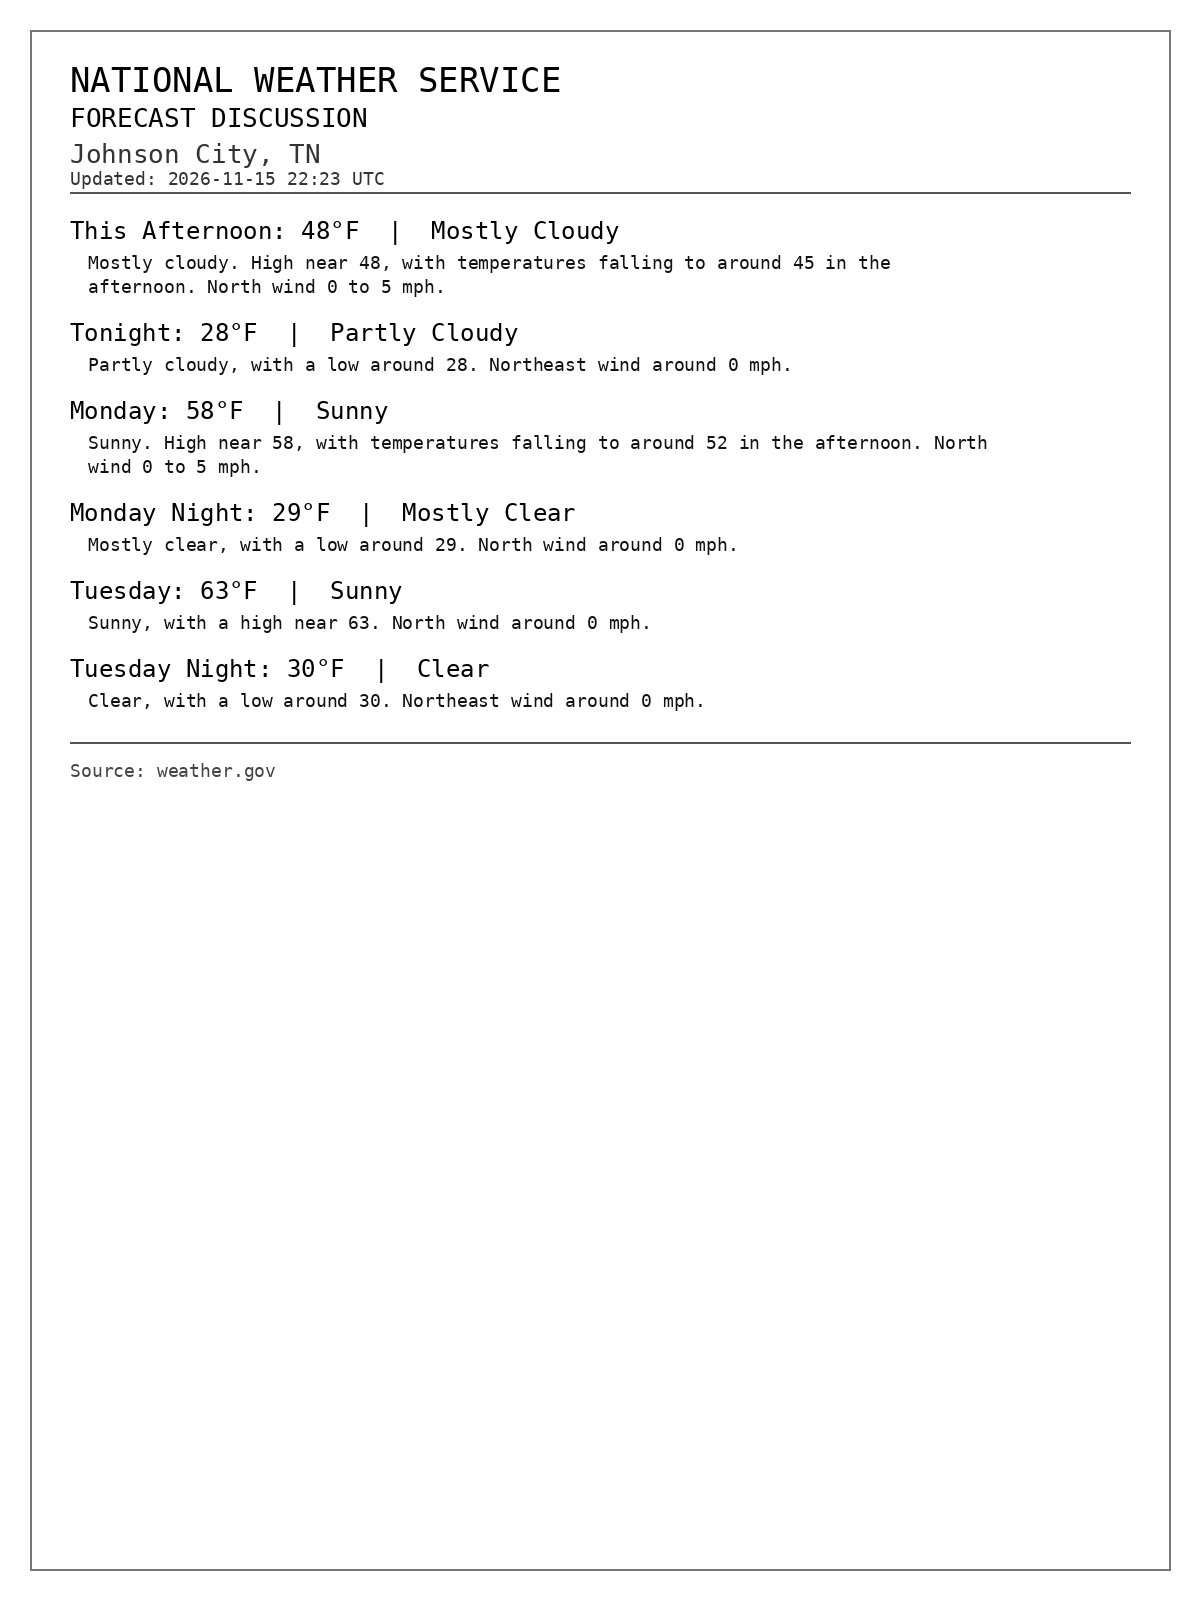 NATIONAL WEATHER SERVICE
FORECAST DISCUSSION
Johnson City, TN
Updated: 2026-11-15 22:23 UTC
This Afternoon: 48°F  |  Mostly Cloudy
Mostly cloudy. High near 48, with temperatures falling to around 45 in the
afternoon. North wind 0 to 5 mph.
Tonight: 28°F  |  Partly Cloudy
Partly cloudy, with a low around 28. Northeast wind around 0 mph.
Monday: 58°F  |  Sunny
Sunny. High near 58, with temperatures falling to around 52 in the afternoon. North
wind 0 to 5 mph.
Monday Night: 29°F  |  Mostly Clear
Mostly clear, with a low around 29. North wind around 0 mph.
Tuesday: 63°F  |  Sunny
Sunny, with a high near 63. North wind around 0 mph.
Tuesday Night: 30°F  |  Clear
Clear, with a low around 30. Northeast wind around 0 mph.
Source: weather.gov